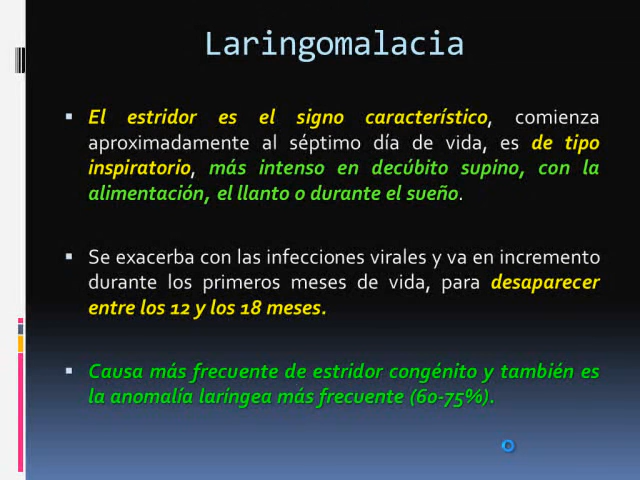 Laringomalacia
El estridor es el signo característico, comienza
aproximadamente al séptimo día de vida, es de tipo
inspiratorio, más intenso en decúbito supino, con la
alimentación, el llanto o durante el sueño.
Se exacerba con las infecciones virales y va en incremento
durante los primeros meses de vida, para desaparecer
entre los 12 y los 18 meses.
Causa más frecuente de estridor congénito y también es
la anomalía laríngea más frecuente (60-75%).